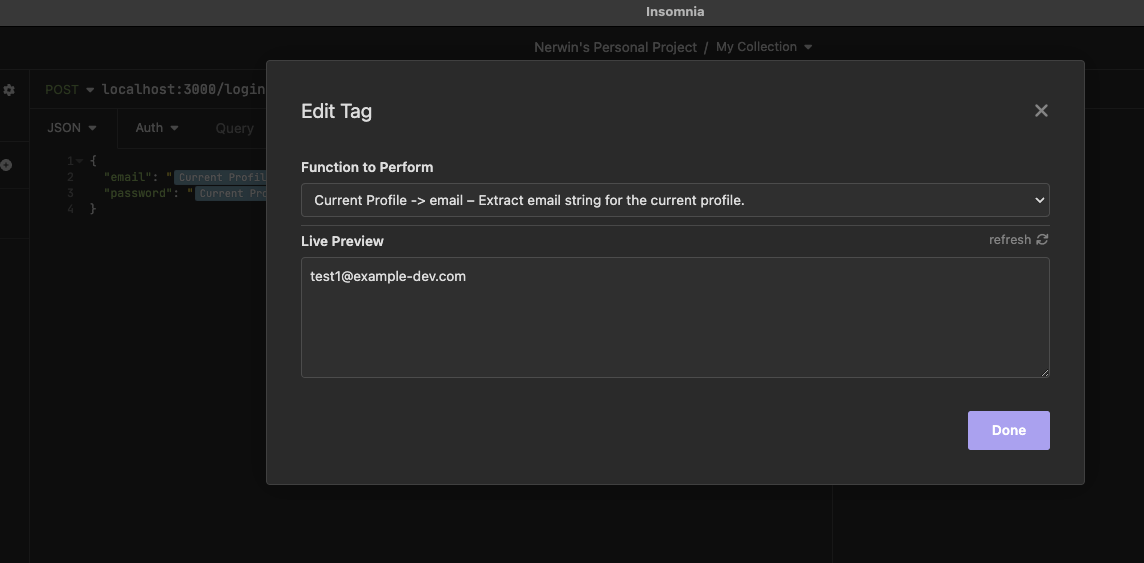 Insomnia
Nerwin's Personal Project / My Collection
POST localhost:3000/login
JSON Auth Query
1 {
2 "email": "Current Profil
3 "password": "Current Pro
4 }
Edit Tag
Function to Perform
Current Profile -> email – Extract email string for the current profile.
Live Preview
refresh
test1@example-dev.com
Done